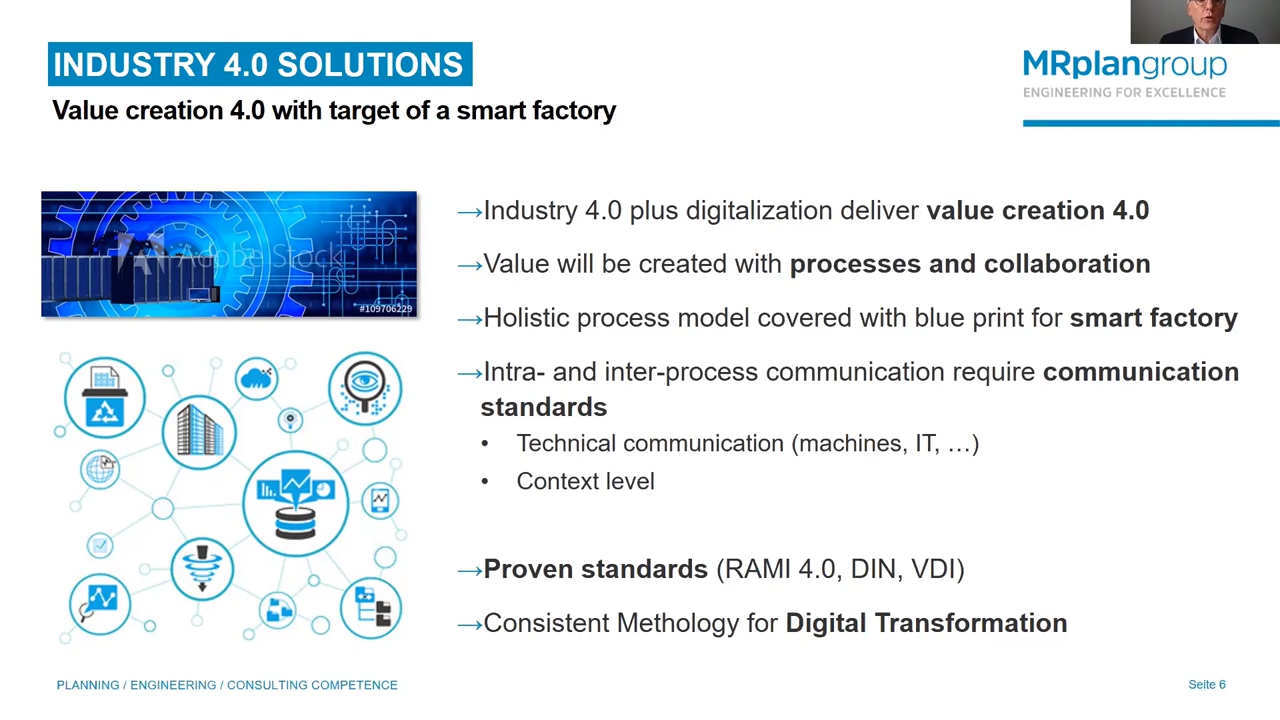 INDUSTRY 4.0 SOLUTIONS
Value creation 4.0 with target of a smart factory
MRplangroup
ENGINEERING FOR EXCELLENCE
Adobe Stock
#109706229
→Industry 4.0 plus digitalization deliver value creation 4.0
→Value will be created with processes and collaboration
→Holistic process model covered with blue print for smart factory
→Intra- and inter-process communication require communication
standards
• Technical communication (machines, IT, …)
• Context level
→Proven standards (RAMI 4.0, DIN, VDI)
→Consistent Methology for Digital Transformation
PLANNING / ENGINEERING / CONSULTING COMPETENCE
Seite 6